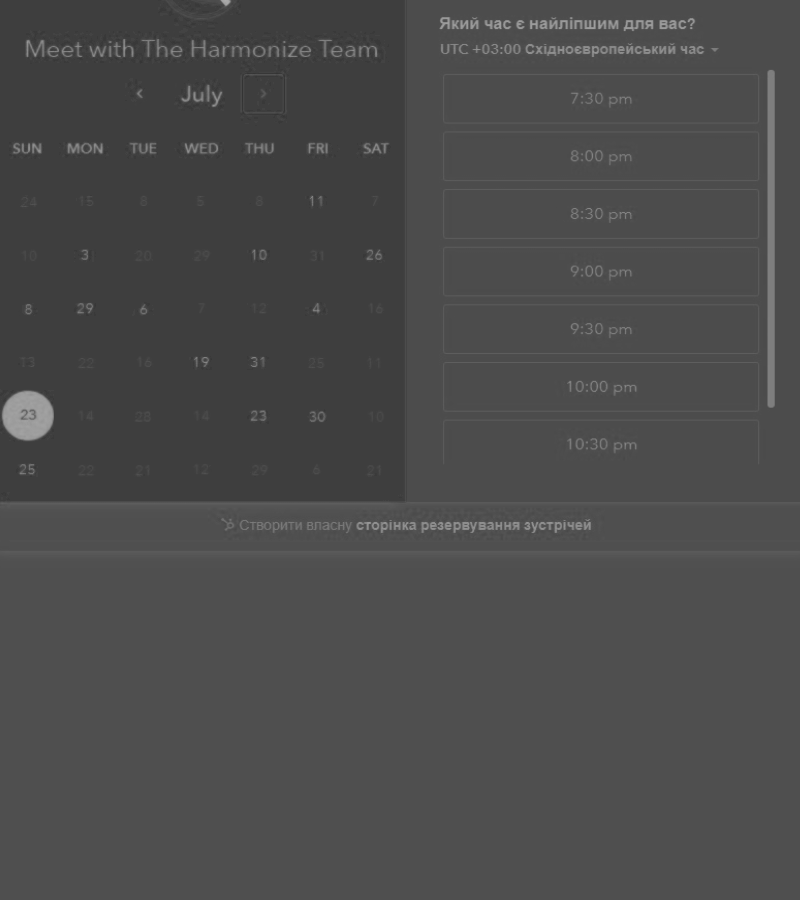 Meet with The Harmonize Team
‹ July ›
SUN MON TUE WED THU FRI SAT
24 15 8 5 8 11 7
10 3 20 29 10 31 26
8 29 6 7 12 4 16
13 22 16 19 31 25 11
23 14 28 14 23 30 10
25 22 21 12 29 6 21
Який час є найліпшим для вас?
UTC +03:00 Східноєвропейський час
7:30 pm
8:00 pm
8:30 pm
9:00 pm
9:30 pm
10:00 pm
10:30 pm
Створити власну сторінка резервування зустрічей